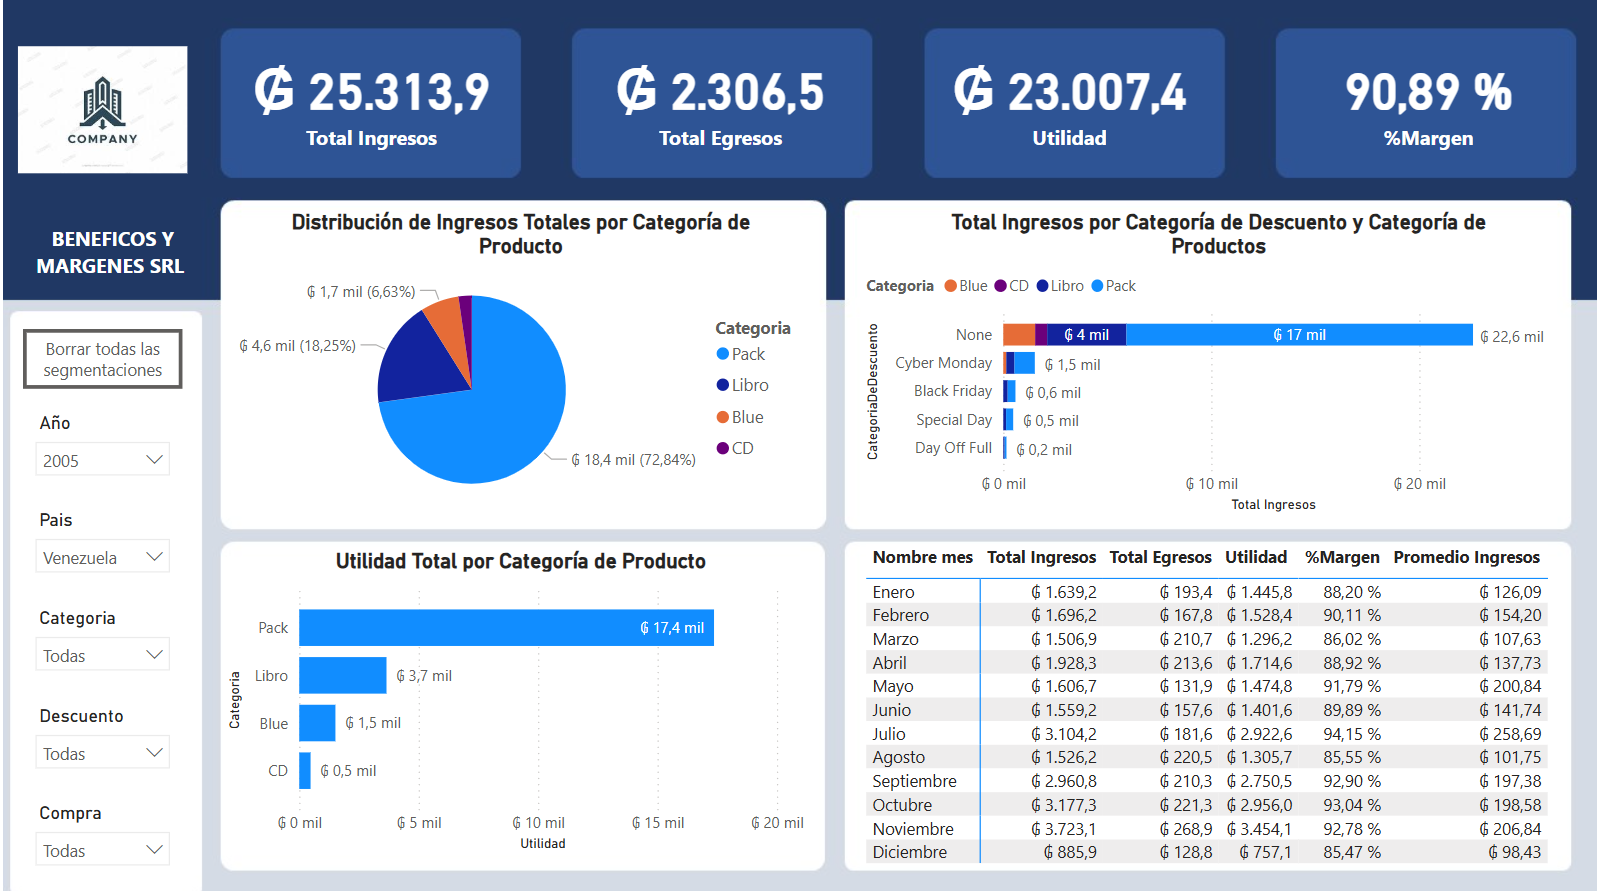 COMPANY
BENEFICOS Y
MARGENES SRL
₲ 25.313,9
Total Ingresos
₲ 2.306,5
Total Egresos
₲ 23.007,4
Utilidad
90,89 %
%Margen
Borrar todas las
segmentaciones
Año
2005
Pais
Venezuela
Categoria
Todas
Descuento
Todas
Compra
Todas
Distribución de Ingresos Totales por Categoría de
Producto
₲ 1,7 mil (6,63%)
₲ 4,6 mil (18,25%)
₲ 18,4 mil (72,84%)
Categoria
Pack
Libro
Blue
CD
Total Ingresos por Categoría de Descuento y Categoría de
Productos
Categoria Blue CD Libro Pack
CategoriaDeDescuento
None ₲ 4 mil ₲ 17 mil ₲ 22,6 mil
Cyber Monday ₲ 1,5 mil
Black Friday ₲ 0,6 mil
Special Day ₲ 0,5 mil
Day Off Full ₲ 0,2 mil
₲ 0 mil ₲ 10 mil ₲ 20 mil
Total Ingresos
Utilidad Total por Categoría de Producto
Categoria
Pack ₲ 17,4 mil
Libro ₲ 3,7 mil
Blue ₲ 1,5 mil
CD ₲ 0,5 mil
₲ 0 mil ₲ 5 mil ₲ 10 mil ₲ 15 mil ₲ 20 mil
Utilidad
Nombre mes Total Ingresos Total Egresos Utilidad %Margen Promedio Ingresos
Enero ₲ 1.639,2 ₲ 193,4 ₲ 1.445,8 88,20 % ₲ 126,09
Febrero ₲ 1.696,2 ₲ 167,8 ₲ 1.528,4 90,11 % ₲ 154,20
Marzo ₲ 1.506,9 ₲ 210,7 ₲ 1.296,2 86,02 % ₲ 107,63
Abril ₲ 1.928,3 ₲ 213,6 ₲ 1.714,6 88,92 % ₲ 137,73
Mayo ₲ 1.606,7 ₲ 131,9 ₲ 1.474,8 91,79 % ₲ 200,84
Junio ₲ 1.559,2 ₲ 157,6 ₲ 1.401,6 89,89 % ₲ 141,74
Julio ₲ 3.104,2 ₲ 181,6 ₲ 2.922,6 94,15 % ₲ 258,69
Agosto ₲ 1.526,2 ₲ 220,5 ₲ 1.305,7 85,55 % ₲ 101,75
Septiembre ₲ 2.960,8 ₲ 210,3 ₲ 2.750,5 92,90 % ₲ 197,38
Octubre ₲ 3.177,3 ₲ 221,3 ₲ 2.956,0 93,04 % ₲ 198,58
Noviembre ₲ 3.723,1 ₲ 268,9 ₲ 3.454,1 92,78 % ₲ 206,84
Diciembre ₲ 885,9 ₲ 128,8 ₲ 757,1 85,47 % ₲ 98,43